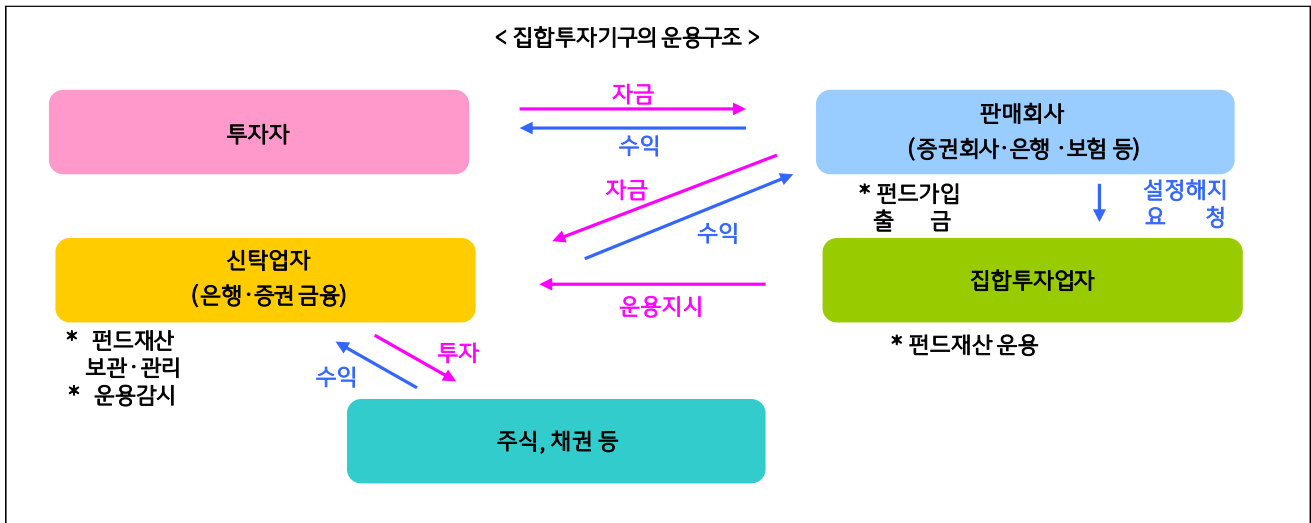 < 집합투자기구의 운용구조 >
자금
투자자
수익
판매회사
(증권회사·은행 ·보험 등)
자금
수익
* 펀드가입
출 금
설정해지
요 청
신탁업자
(은행·증권 금융)
운용지시
집합투자업자
* 펀드재산
보관·관리
* 운용감시
투자
수익
* 펀드재산 운용
주식, 채권 등